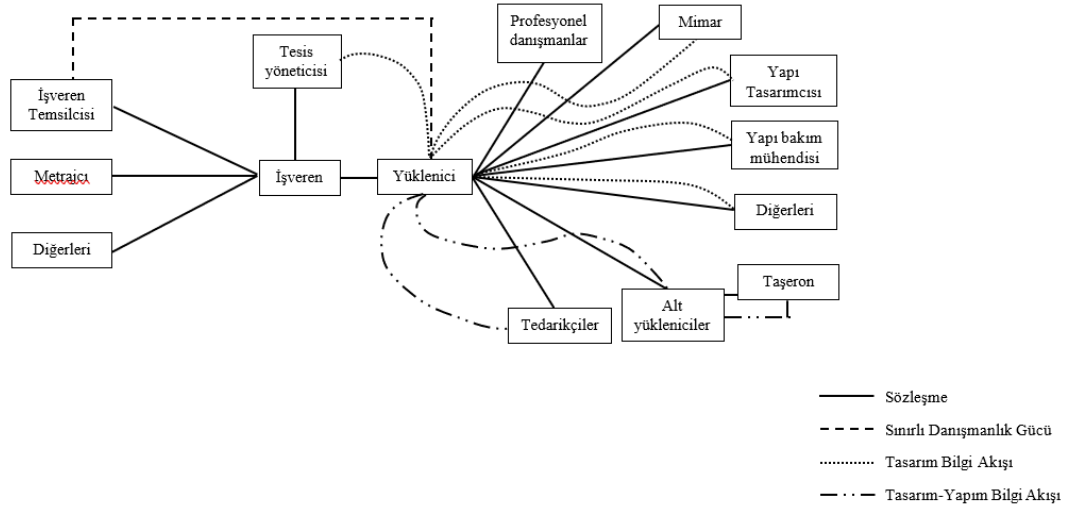 Profesyonel
danışmanlar
Mimar
Tesis
yöneticisi
Yapı
Tasarımcısı
İşveren
Temsilcisi
Yapı bakım
mühendisi
Metrajcı
İşveren
Yüklenici
Diğerleri
Diğerleri
Taşeron
Tedarikçiler
Alt
yükleniciler
Sözleşme
Sınırlı Danışmanlık Gücü
Tasarım Bilgi Akışı
Tasarım-Yapım Bilgi Akışı